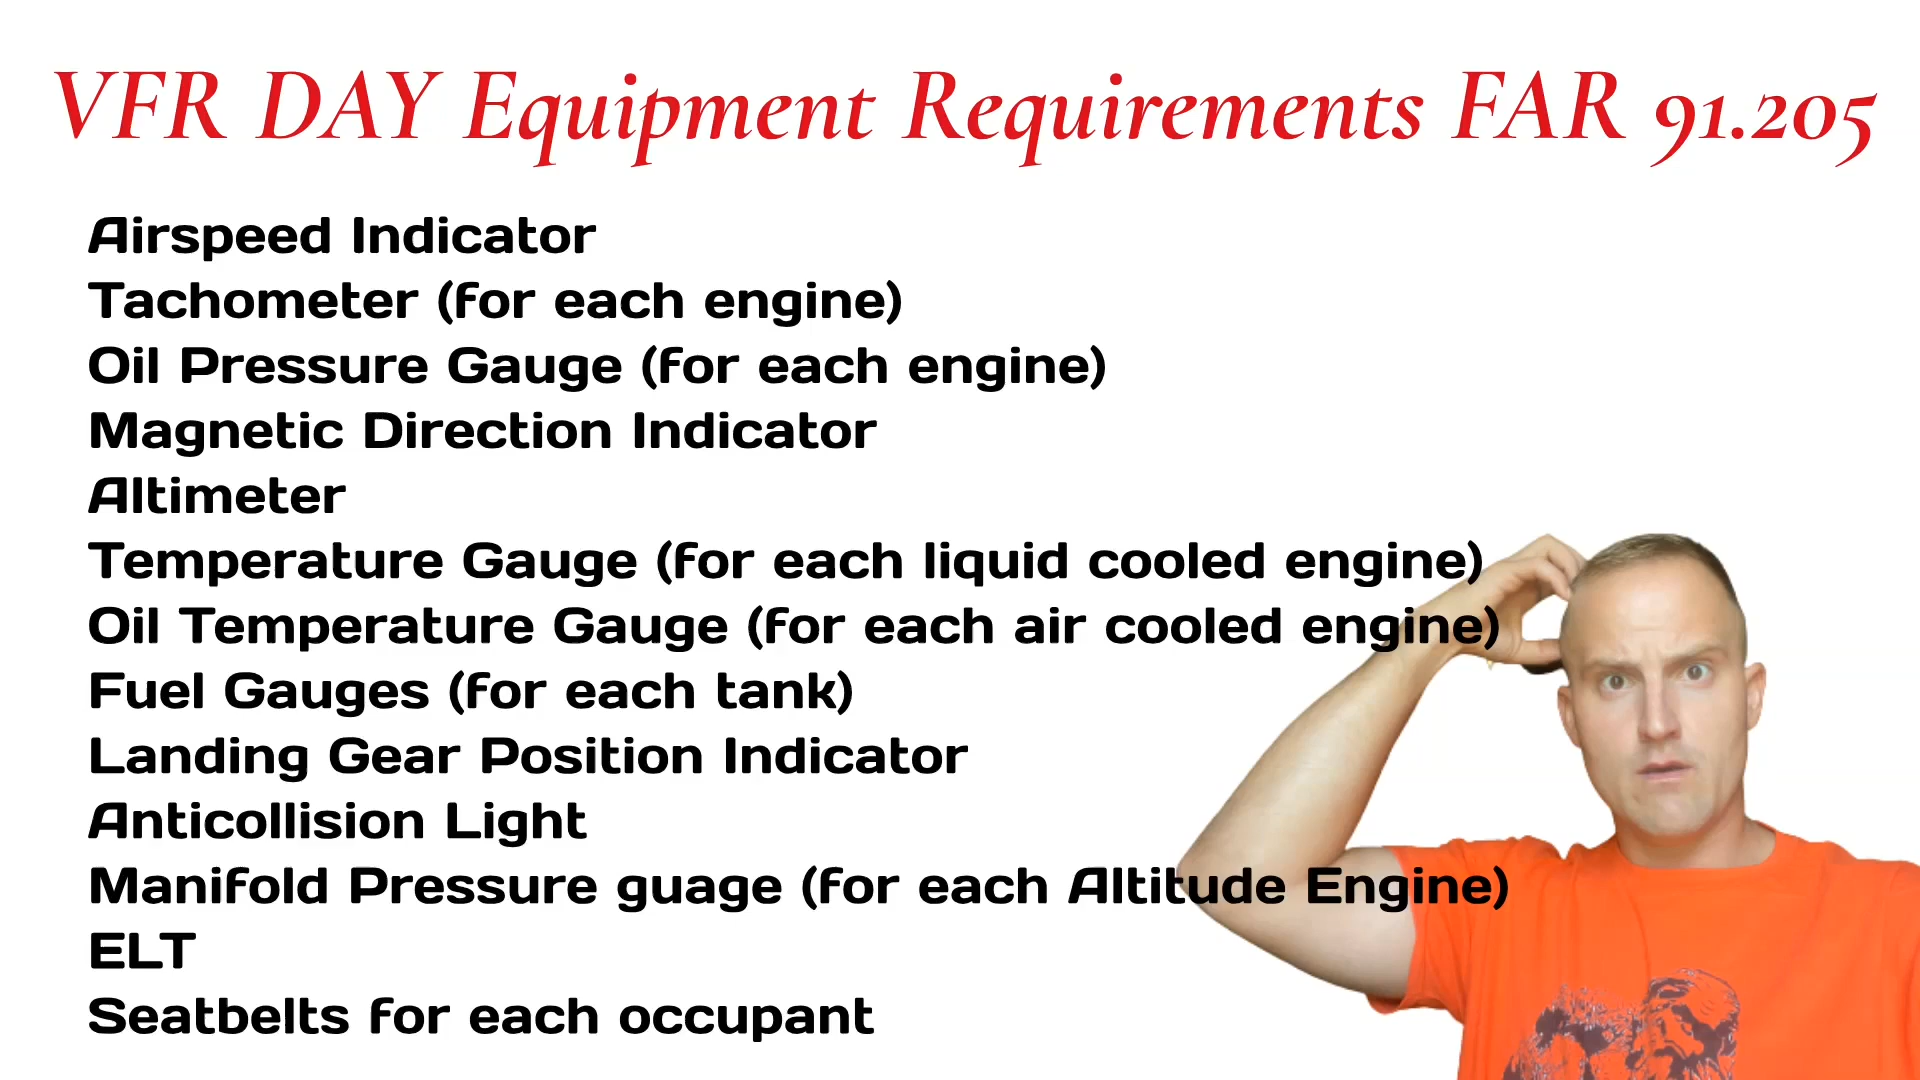 VFR DAY Equipment Requirements FAR 91.205
Airspeed Indicator
Tachometer (for each engine)
Oil Pressure Gauge (for each engine)
Magnetic Direction Indicator
Altimeter
Temperature Gauge (for each liquid cooled engine)
Oil Temperature Gauge (for each air cooled engine)
Fuel Gauges (for each tank)
Landing Gear Position Indicator
Anticollision Light
Manifold Pressure guage (for each Altitude Engine)
ELT
Seatbelts for each occupant